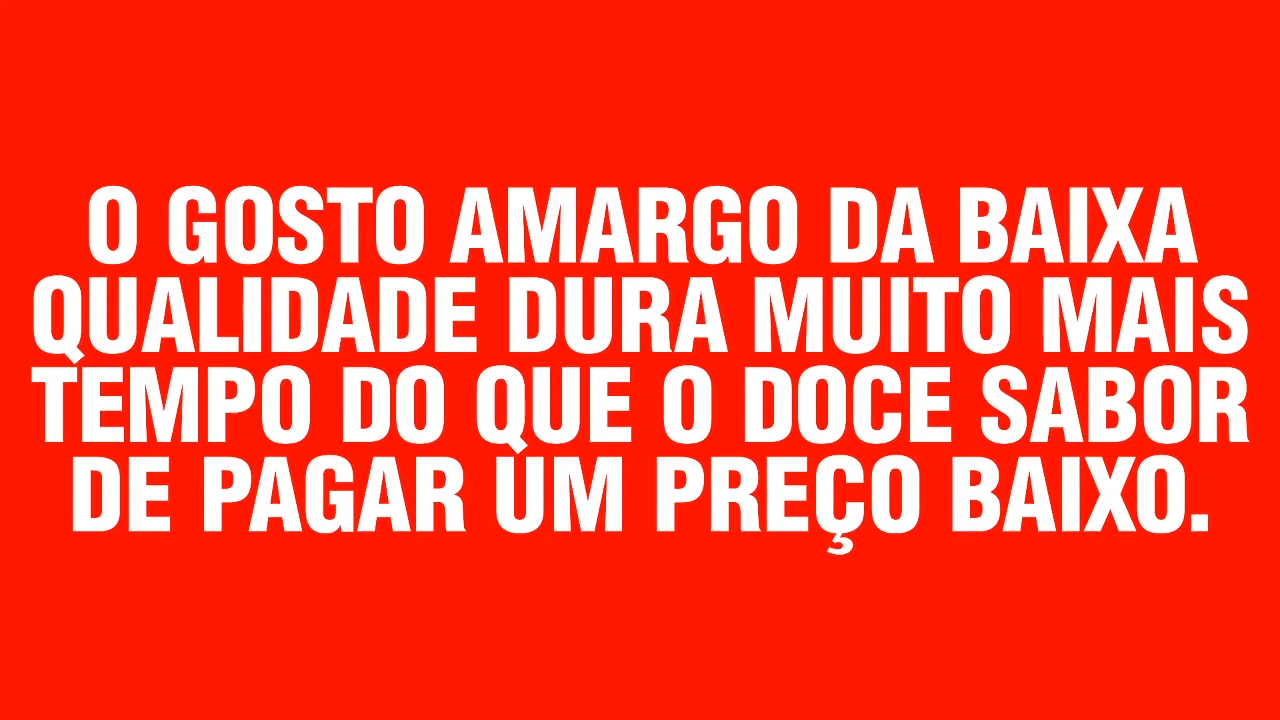 O GOSTO AMARGO DA BAIXA
QUALIDADE DURA MUITO MAIS
TEMPO DO QUE O DOCE SABOR
DE PAGAR UM PREÇO BAIXO.